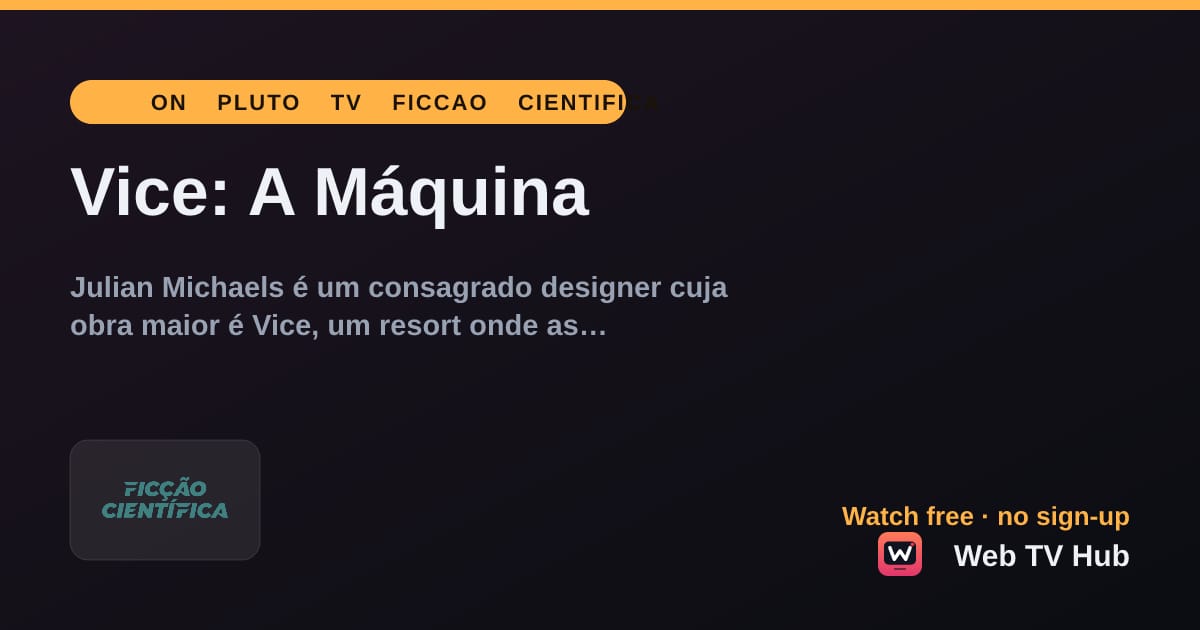 ON PLUTO TV FICCAO CIENTIFICA
Vice: A Máquina
Julian Michaels é um consagrado designer cuja
obra maior é Vice, um resort onde as…
FICÇÃO
CIENTÍFICA
Watch free · no sign-up
W
Web TV Hub